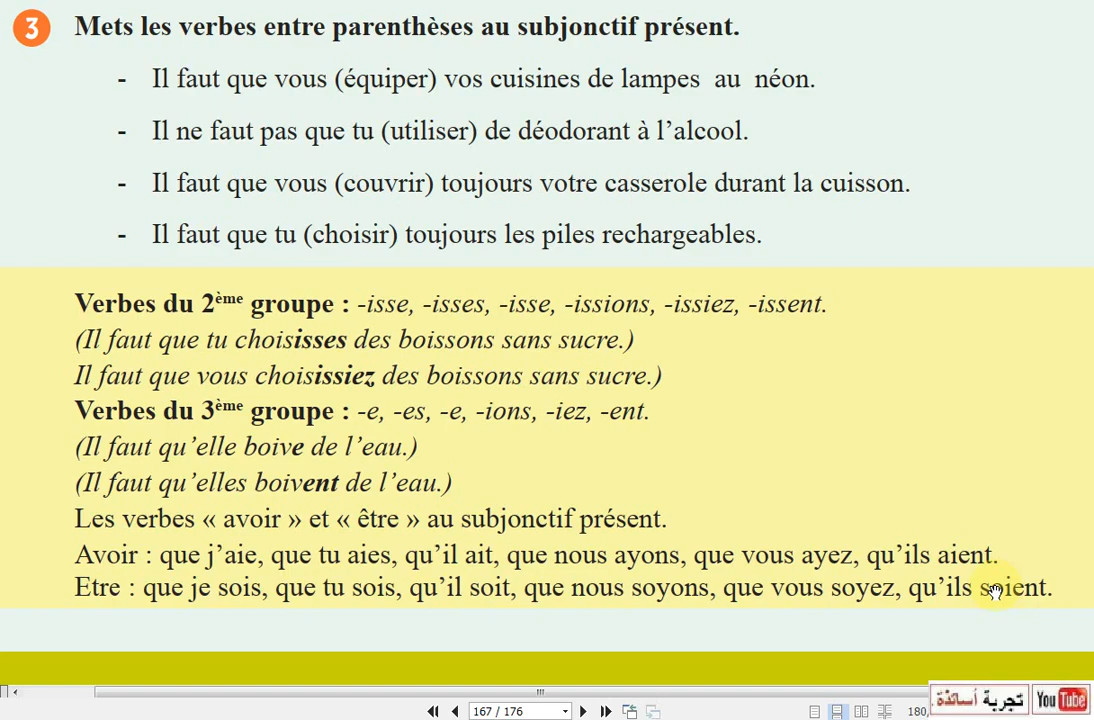 3 Mets les verbes entre parenthèses au subjonctif présent.
- Il faut que vous (équiper) vos cuisines de lampes au néon.
- Il ne faut pas que tu (utiliser) de déodorant à l’alcool.
- Il faut que vous (couvrir) toujours votre casserole durant la cuisson.
- Il faut que tu (choisir) toujours les piles rechargeables.
Verbes du 2ème groupe : -isse, -isses, -isse, -issions, -issiez, -issent.
(Il faut que tu choisisses des boissons sans sucre.)
Il faut que vous choisissiez des boissons sans sucre.)
Verbes du 3ème groupe : -e, -es, -e, -ions, -iez, -ent.
(Il faut qu’elle boive de l’eau.)
(Il faut qu’elles boivent de l’eau.)
Les verbes « avoir » et « être » au subjonctif présent.
Avoir : que j’aie, que tu aies, qu’il ait, que nous ayons, que vous ayez, qu’ils aient.
Etre : que je sois, que tu sois, qu’il soit, que nous soyons, que vous soyez, qu’ils soient.
167 / 176
180,
تجربة أساتذة.
YouTube